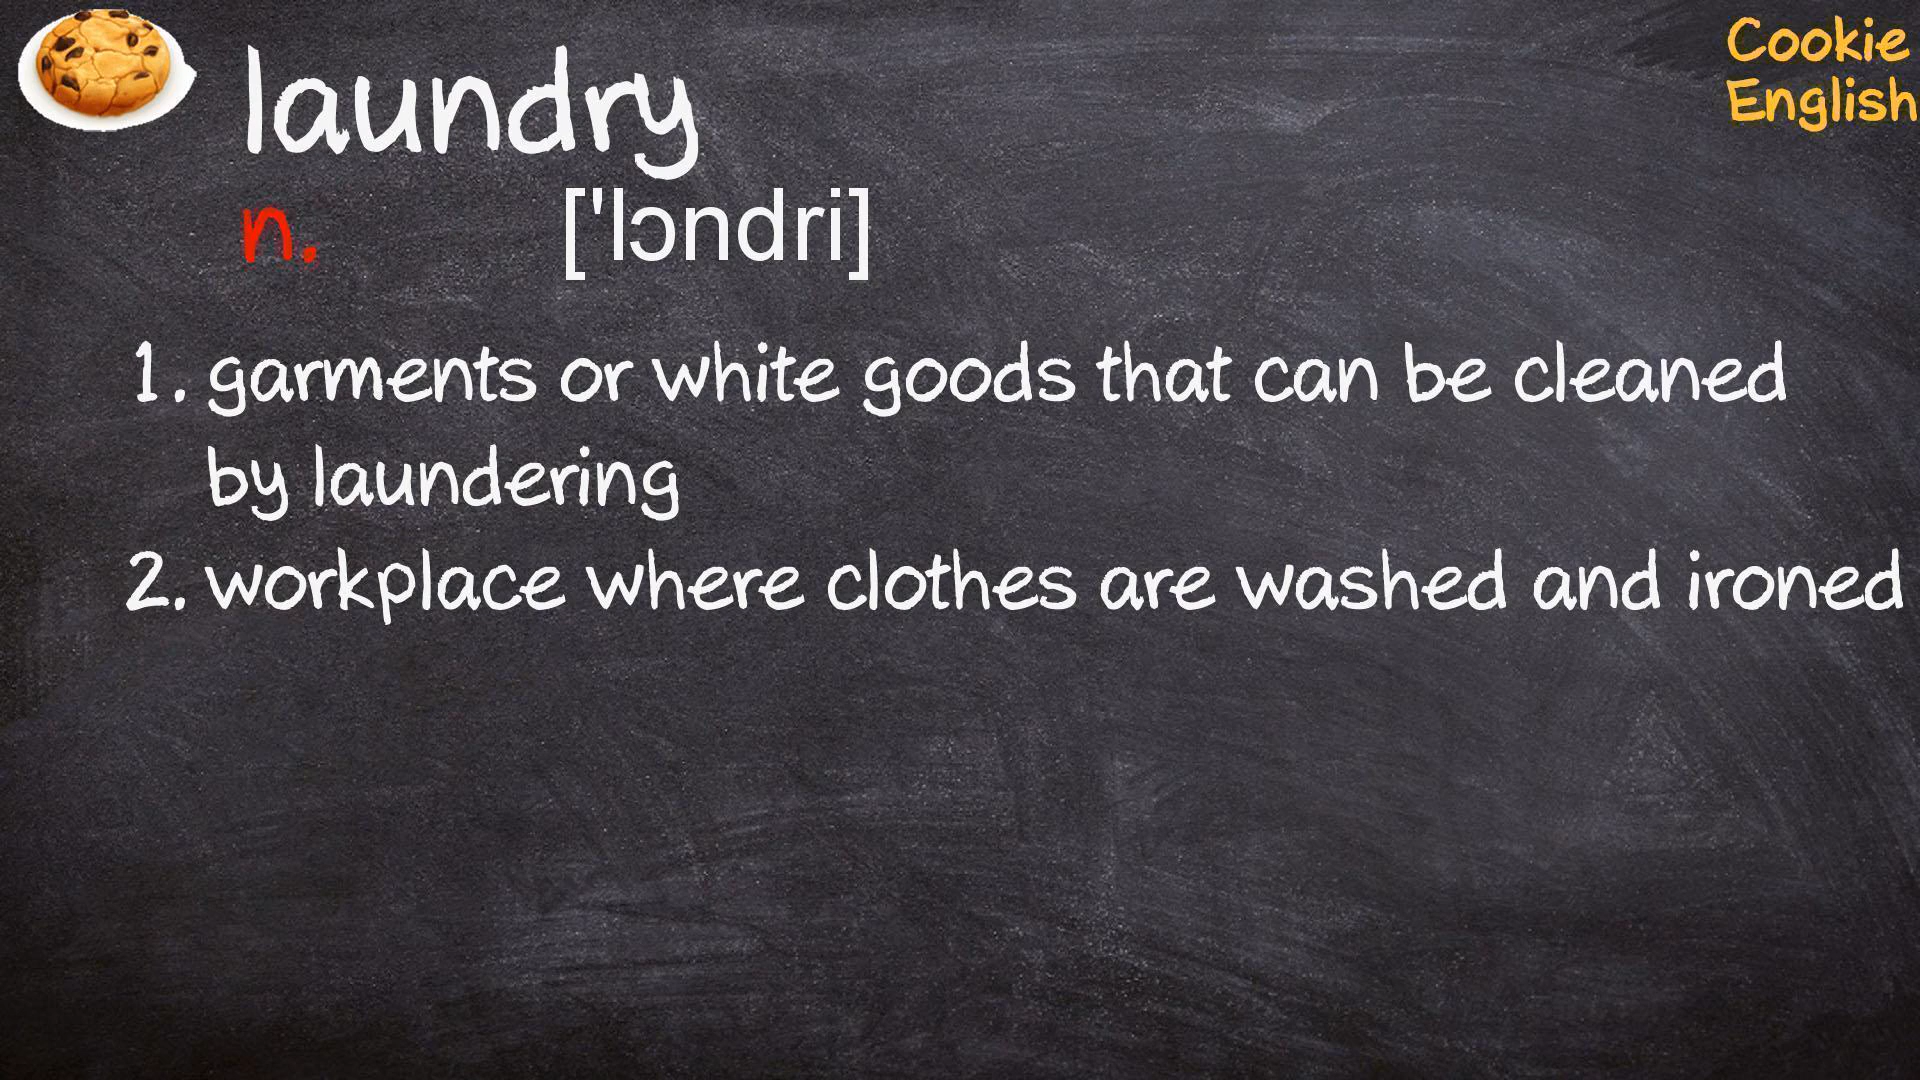 Cookie
English
laundry
n. ['lɔndri]
1. garments or white goods that can be cleaned
by laundering
2. workplace where clothes are washed and ironed